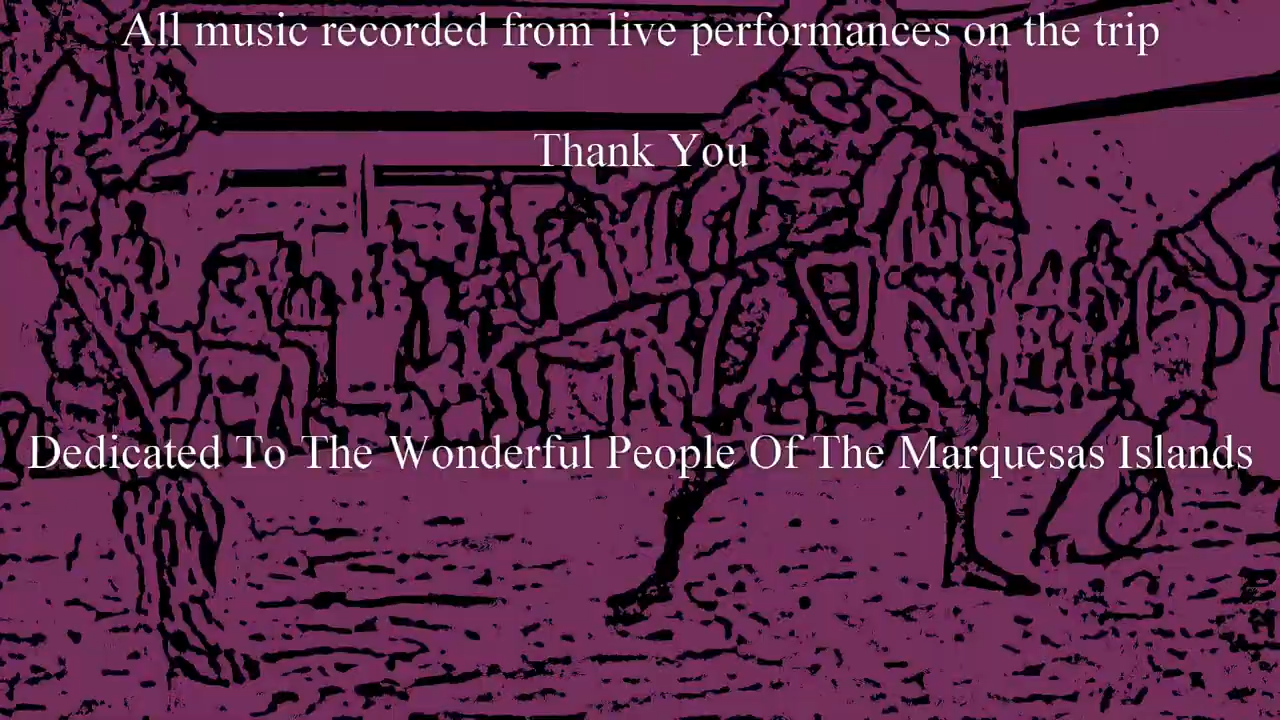 All music recorded from live performances on the trip
Thank You
Dedicated To The Wonderful People Of The Marquesas Islands